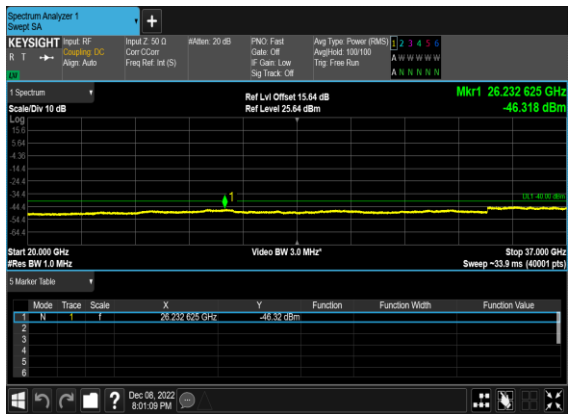 Spectrum Analyzer 1
Swept SA
+
KEYSIGHT Input: RF Input Z: 50 Ω #Atten: 20 dB PNO: Fast Avg Type: Power (RMS) 1 2 3 4 5 6
R T Coupling: DC Corr CCorr Gate: Off Avg|Hold: 100/100 A W W W W W
Align: Auto Freq Ref: Int (S) IF Gain: Low Trig: Free Run
Sig Track: Off A N N N N N
1 Spectrum
Ref Lvl Offset 15.64 dB Mkr1 26.232 625 GHz
Scale/Div 10 dB Ref Level 25.64 dBm -46.318 dBm
Log
15.6
5.64
-4.36
-14.4
-24.4
-34.4
DL1 -40.00 dBm
1
-44.4
-54.4
-64.4
Start 20.000 GHz Video BW 3.0 MHz* Stop 37.000 GHz
#Res BW 1.0 MHz Sweep ~33.9 ms (40001 pts)
5 Marker Table
Mode Trace Scale X Y Function Function Width Function Value
1 N 1 f 26.232 625 GHz -46.32 dBm
2
3
4
5
6
? Dec 08, 2022
8:01:09 PM